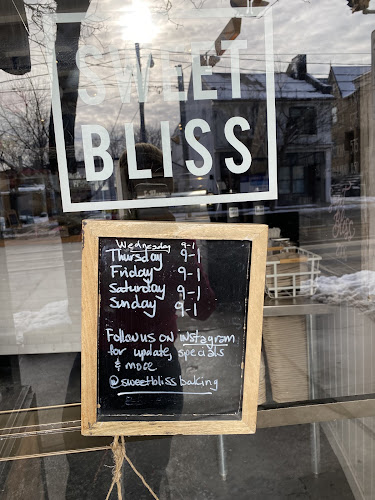 SWEET
BLISS
Wednesday 9-1
Thursday 9-1
Friday 9-1
Saturday 9-1
Sunday 9-1
Follow us on instagram
for update, specials
& more
@sweetbliss baking